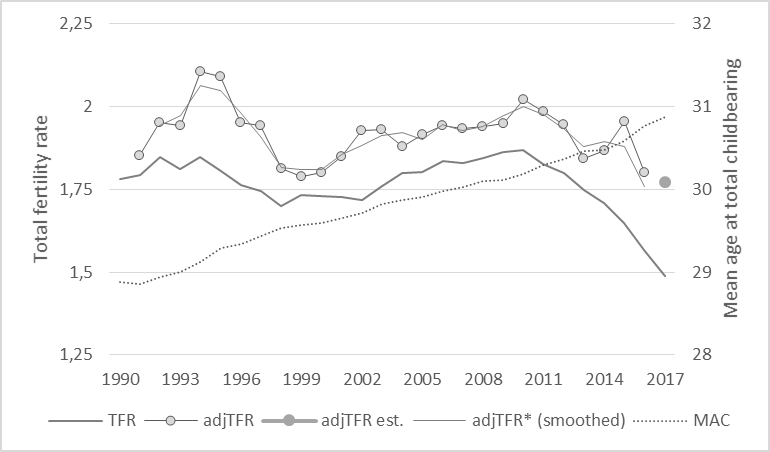 2,25
2
1,75
1,5
1,25
Total fertility rate
32
31
30
29
28
Mean age at total childbearing
1990 1993 1996 1999 2002 2005 2008 2011 2014 2017
TFR adjTFR adjTFR est. adjTFR* (smoothed) MAC